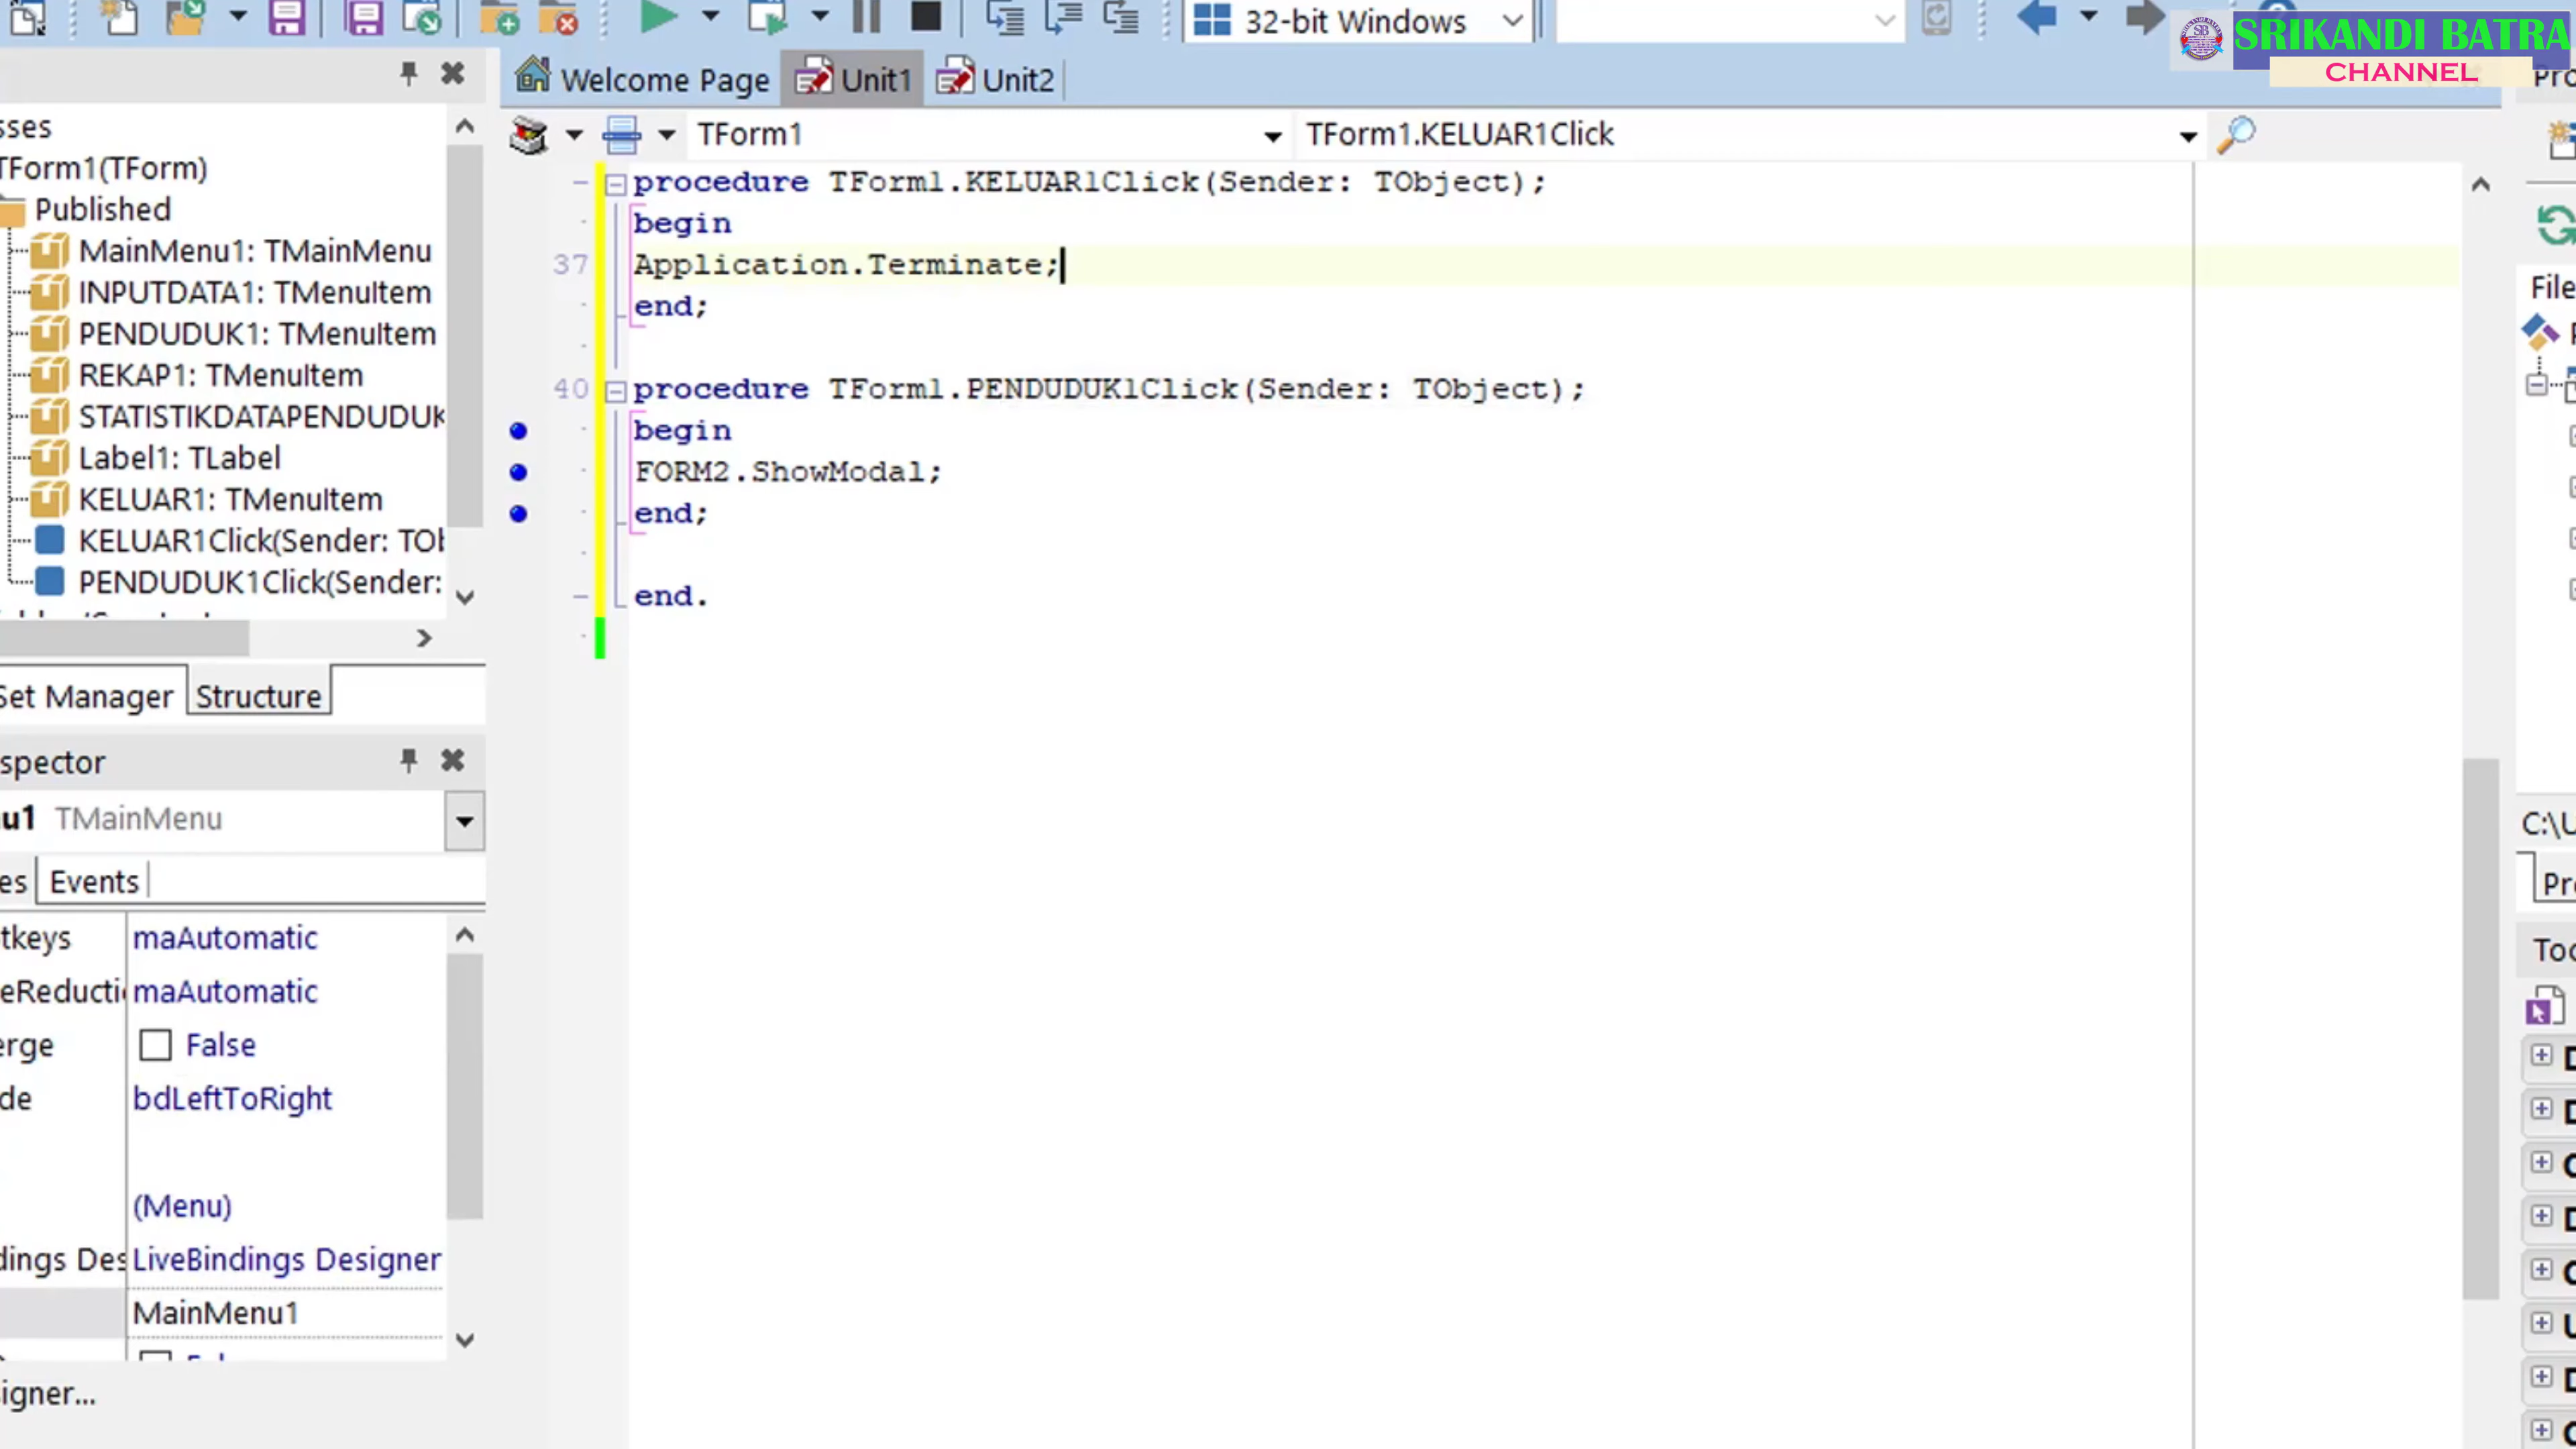 32-bit Windows
SRIKANDI BATRA
CHANNEL
Welcome Page
Unit1
Unit2
TForm1
TForm1.KELUAR1Click
sses
TForm1(TForm)
Published
MainMenu1: TMainMenu
INPUTDATA1: TMenuItem
PENDUDUK1: TMenuItem
REKAP1: TMenuItem
STATISTIKDATAPENDUDUK
Label1: TLabel
KELUAR1: TMenuItem
KELUAR1Click(Sender: TOb
PENDUDUK1Click(Sender:
Set Manager
Structure
procedure TForm1.KELUAR1Click(Sender: TObject);
begin
37 Application.Terminate;
end;
40 procedure TForm1.PENDUDUK1Click(Sender: TObject);
begin
FORM2.ShowModal;
end;
end.
spector
u1 TMainMenu
es
Events
tkeys maAutomatic
eReducti maAutomatic
erge False
de bdLeftToRight
(Menu)
dings Des LiveBindings Designer
MainMenu1
igner...
Pro
File
C:\U
Pro
Too